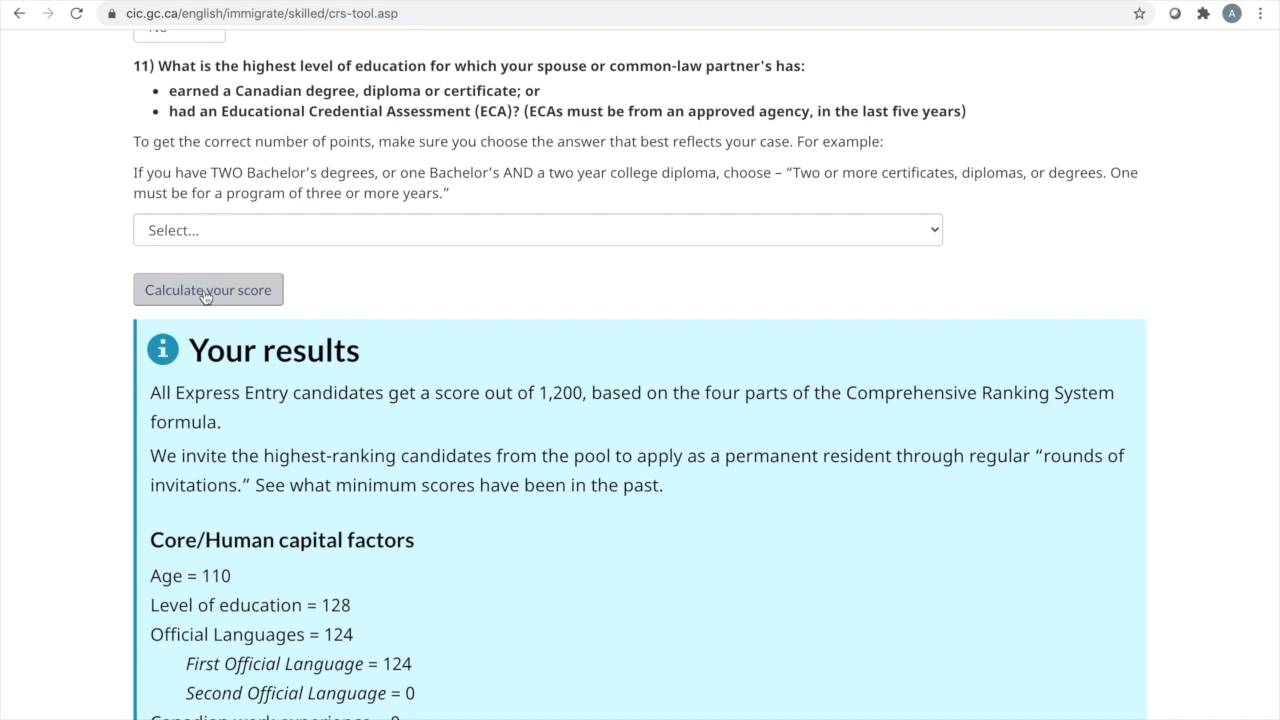 cic.gc.ca/english/immigrate/skilled/crs-tool.asp
A
No
11) What is the highest level of education for which your spouse or common-law partner's has:
• earned a Canadian degree, diploma or certificate; or
• had an Educational Credential Assessment (ECA)? (ECAs must be from an approved agency, in the last five years)
To get the correct number of points, make sure you choose the answer that best reflects your case. For example:
If you have TWO Bachelor’s degrees, or one Bachelor’s AND a two year college diploma, choose – “Two or more certificates, diplomas, or degrees. One
must be for a program of three or more years.”
Select...
Calculate your score
Your results
All Express Entry candidates get a score out of 1,200, based on the four parts of the Comprehensive Ranking System
formula.
We invite the highest-ranking candidates from the pool to apply as a permanent resident through regular “rounds of
invitations.” See what minimum scores have been in the past.
Core/Human capital factors
Age = 110
Level of education = 128
Official Languages = 124
First Official Language = 124
Second Official Language = 0
Canadian work experience = 0